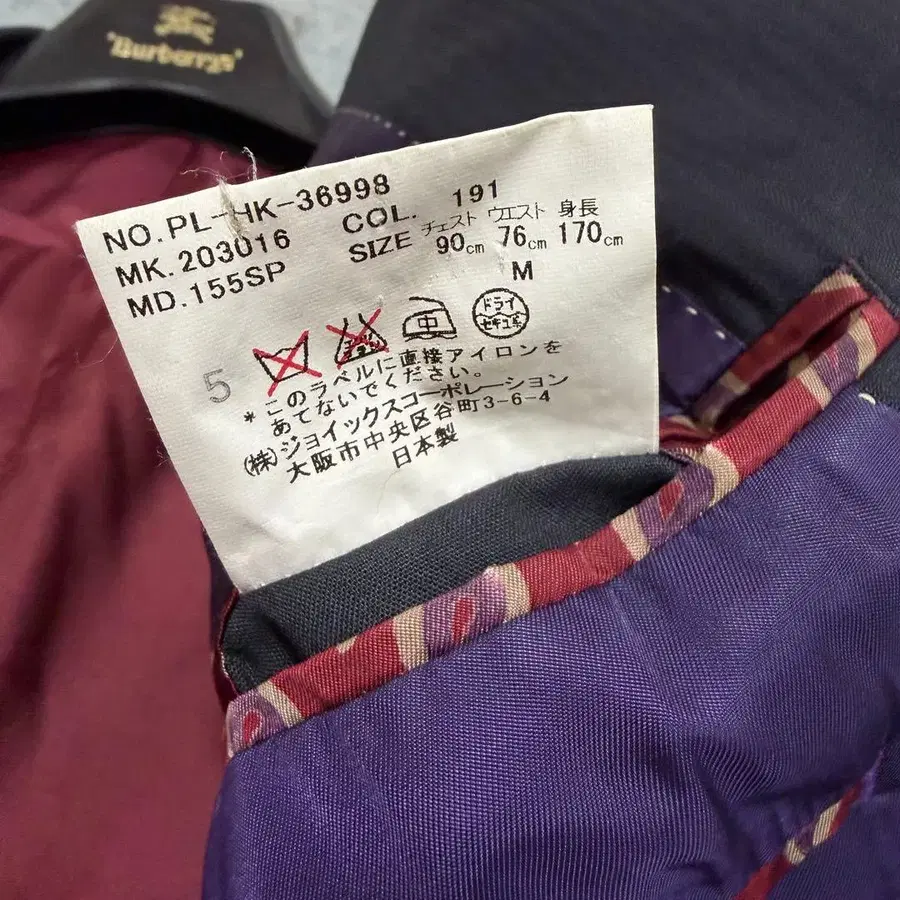 Burberrys'
NO.PL-HK-36998
MK.203016 COL. 191
MD.155SP SIZE チェスト ウエスト 身長
90cm 76cm 170cm
M
中 ドライ
セキユ系
5
*このラベルに直接アイロンを
あてないでください。
(株)ジョイックスコーポレーション
大阪市中央区谷町3-6-4
日本製